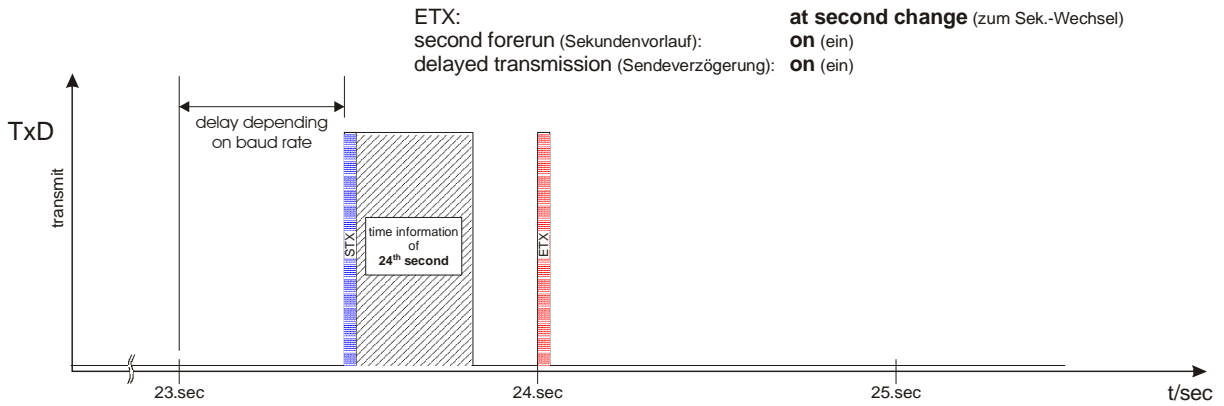 ETX: at second change (zum Sek.-Wechsel)
second forerun (Sekundenvorlauf): on (ein)
delayed transmission (Sendeverzögerung): on (ein)
TxD
transmit
delay depending
on baud rate
STX
time information
of
24th second
ETX
23.sec
24.sec
25.sec
t/sec